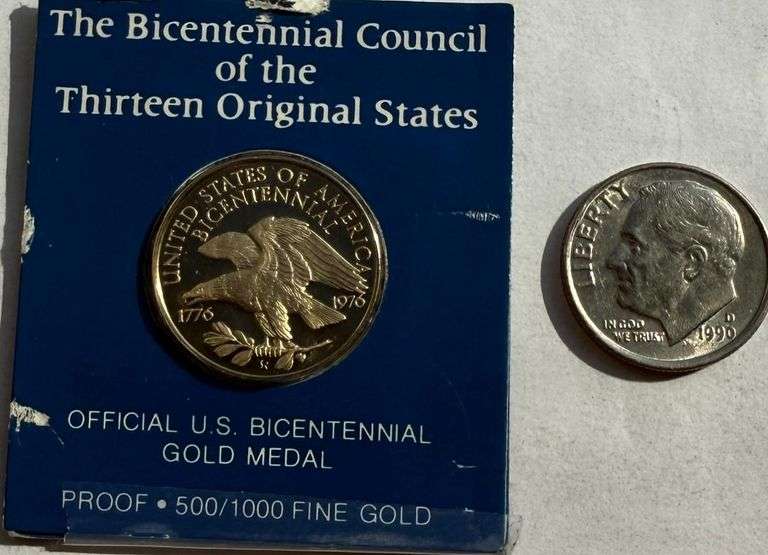 The Bicentennial Council
of the
Thirteen Original States
UNITED STATES OF AMERICA
BICENTENNIAL
1776
1976
OFFICIAL U.S. BICENTENNIAL
GOLD MEDAL
PROOF • 500/1000 FINE GOLD
LIBERTY
IN GOD
WE TRUST
D
1990